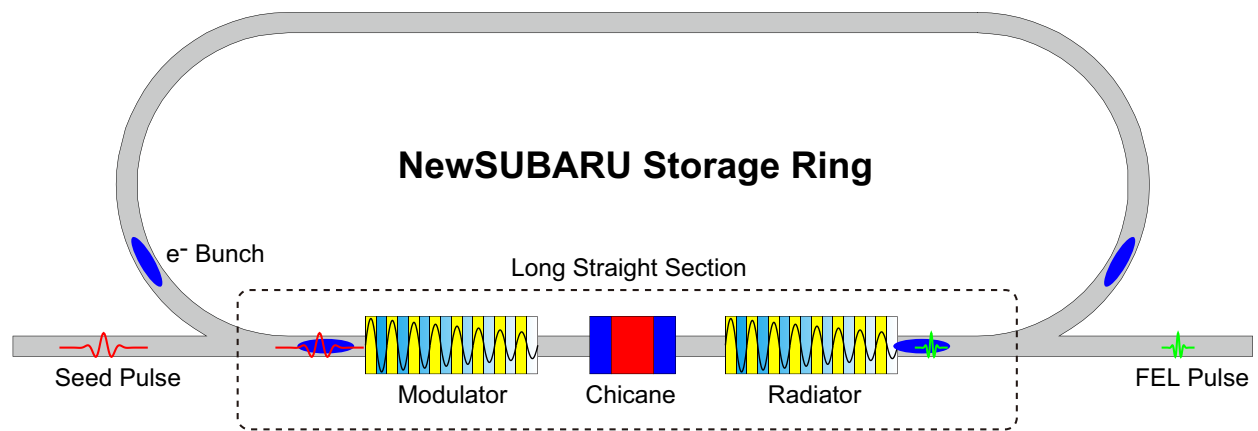 NewSUBARU Storage Ring
e- Bunch
Long Straight Section
Seed Pulse
Modulator
Chicane
Radiator
FEL Pulse